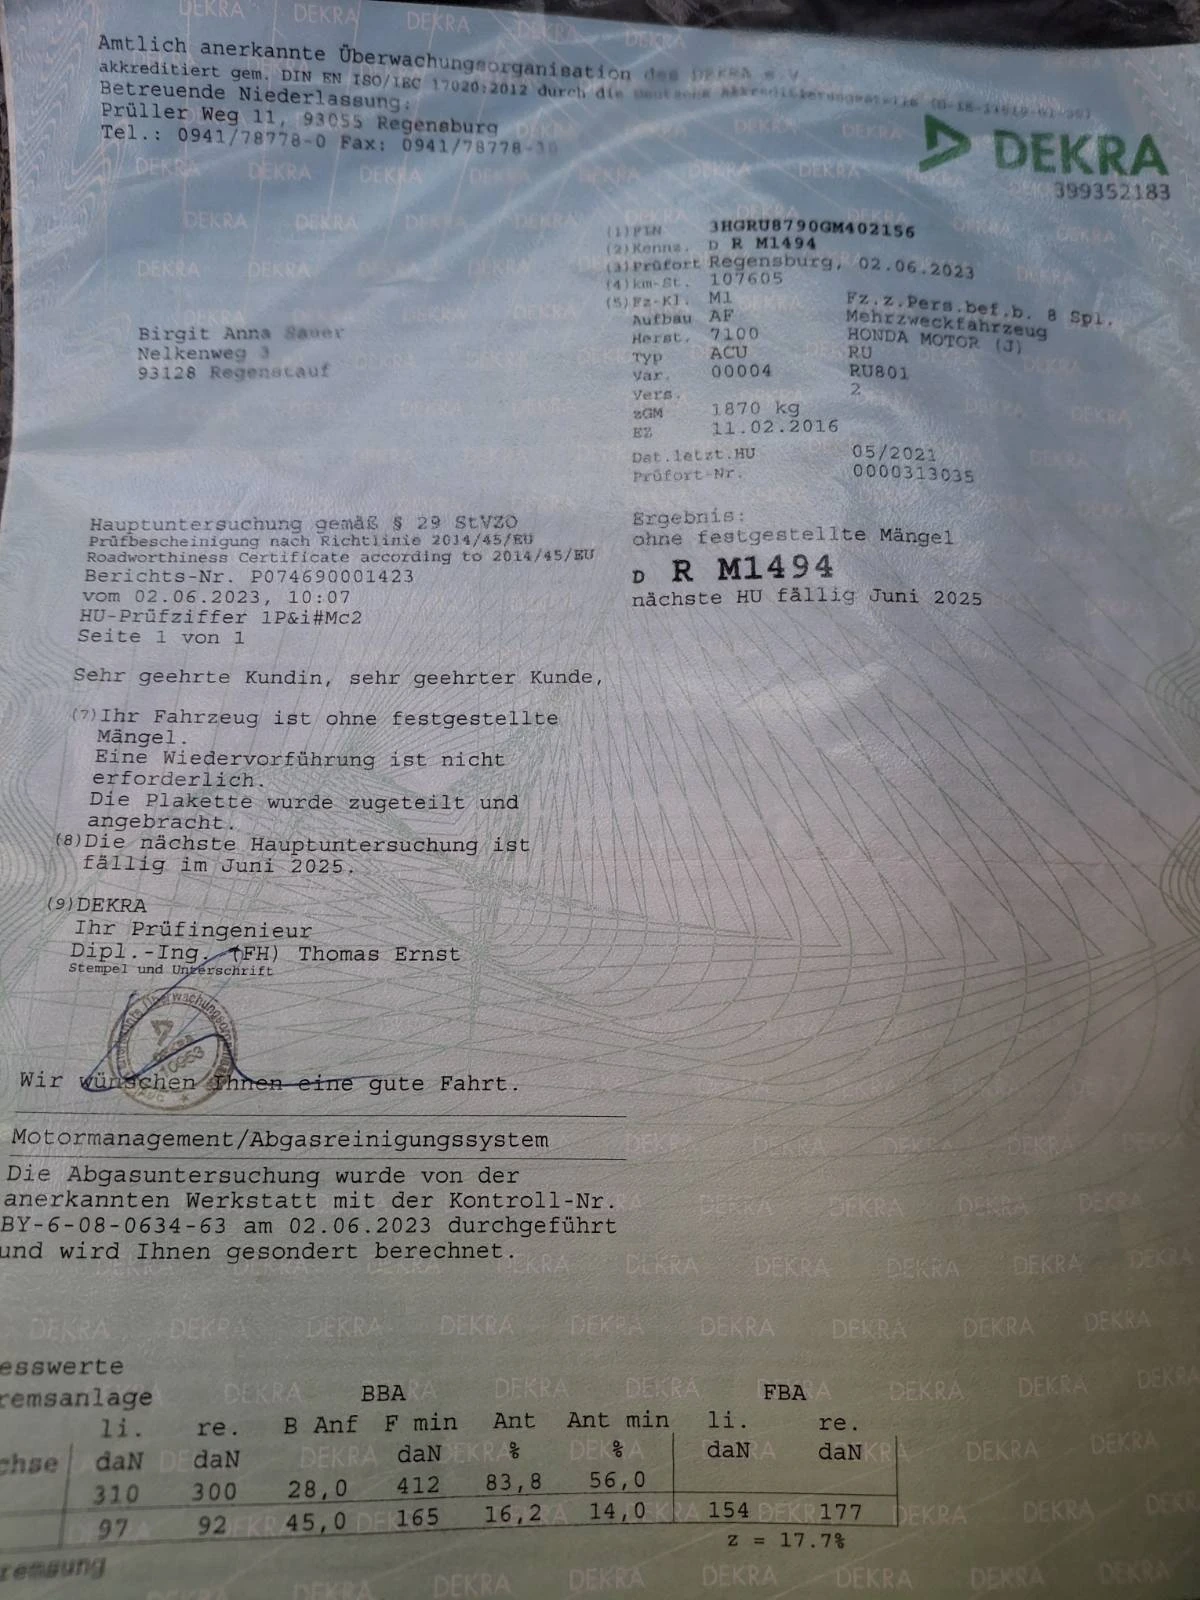 Amtlich anerkannte Überwachungsorganisation des DEKRA e.V.
akkreditiert gem. DIN EN ISO/IEC 17020:2012 durch die Deutsche Akkreditierungsstelle
Betreuende Niederlassung:
Prüller Weg 11, 93055 Regensburg
Tel.: 0941/78778-0 Fax: 0941/78778-30
DEKRA
399352183
(1)FIN 3HGRU8790GM402156
(2)Kennz. D R M1494
(3)Prüfort Regensburg, 02.06.2023
(4)km-St. 107605
(5)Fz-Kl. M1 Fz.z.Pers.bef.b. 8 Spl.
Aufbau AF Mehrzweckfahrzeug
Herst. 7100 HONDA MOTOR (J)
Typ ACU RU
Var. 00004 RU801
Vers. 2
zGM 1870 kg
EZ 11.02.2016
Dat.letzt.HU 05/2021
Prüfort-Nr. 0000313035
Birgit Anna Sauer
Nelkenweg 3
93128 Regenstauf
Hauptuntersuchung gemäß § 29 StVZO
Prüfbescheinigung nach Richtlinie 2014/45/EU
Roadworthiness Certificate according to 2014/45/EU
Berichts-Nr. P074690001423
vom 02.06.2023, 10:07
HU-Prüfziffer 1P&i#Mc2
Seite 1 von 1
Ergebnis:
ohne festgestellte Mängel
D R M1494
nächste HU fällig Juni 2025
Sehr geehrte Kundin, sehr geehrter Kunde,
(7)Ihr Fahrzeug ist ohne festgestellte
Mängel.
Eine Wiedervorführung ist nicht
erforderlich.
Die Plakette wurde zugeteilt und
angebracht.
(8)Die nächste Hauptuntersuchung ist
fällig im Juni 2025.
(9)DEKRA
Ihr Prüfingenieur
Dipl.-Ing. (FH) Thomas Ernst
Stempel und Unterschrift
DEKRA
10963
Wir wünschen Ihnen eine gute Fahrt.
Motormanagement/Abgasreinigungssystem
Die Abgasuntersuchung wurde von der
anerkannten Werkstatt mit der Kontroll-Nr.
BY-6-08-0634-63 am 02.06.2023 durchgeführt
und wird Ihnen gesondert berechnet.
esswerte
remsanlage BBA FBA
li. re. B Anf F min Ant Ant min li. re.
chse daN daN daN % % daN daN
310 300 28,0 412 83,8 56,0
97 92 45,0 165 16,2 14,0 154 177
z = 17.7%
remsung